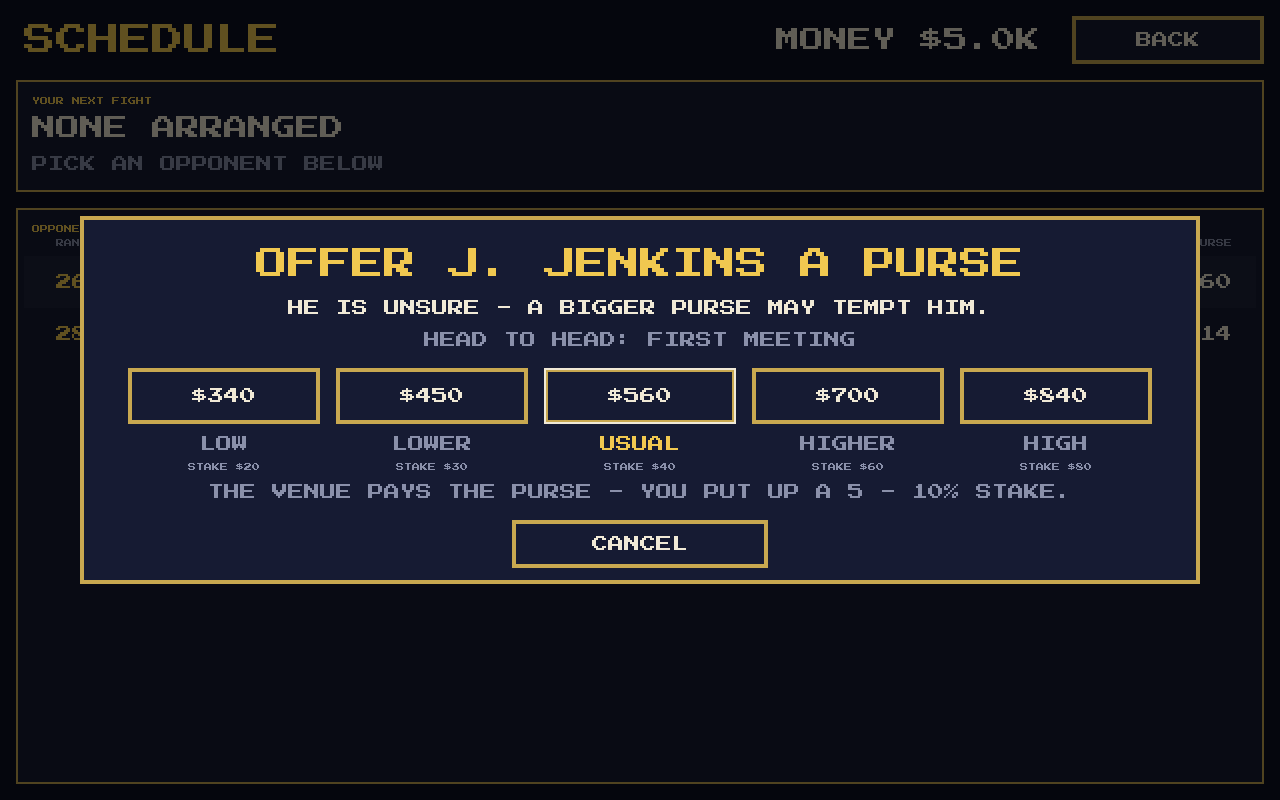 SCHEDULE
MONEY $5.0K
BACK
YOUR NEXT FIGHT
NONE ARRANGED
PICK AN OPPONENT BELOW
OFFER J. JENKINS A PURSE
HE IS UNSURE - A BIGGER PURSE MAY TEMPT HIM.
HEAD TO HEAD: FIRST MEETING
$340 $450 $560 $700 $840
LOW LOWER USUAL HIGHER HIGH
STAKE $20 STAKE $30 STAKE $40 STAKE $60 STAKE $80
THE VENUE PAYS THE PURSE - YOU PUT UP A 5 - 10% STAKE.
CANCEL